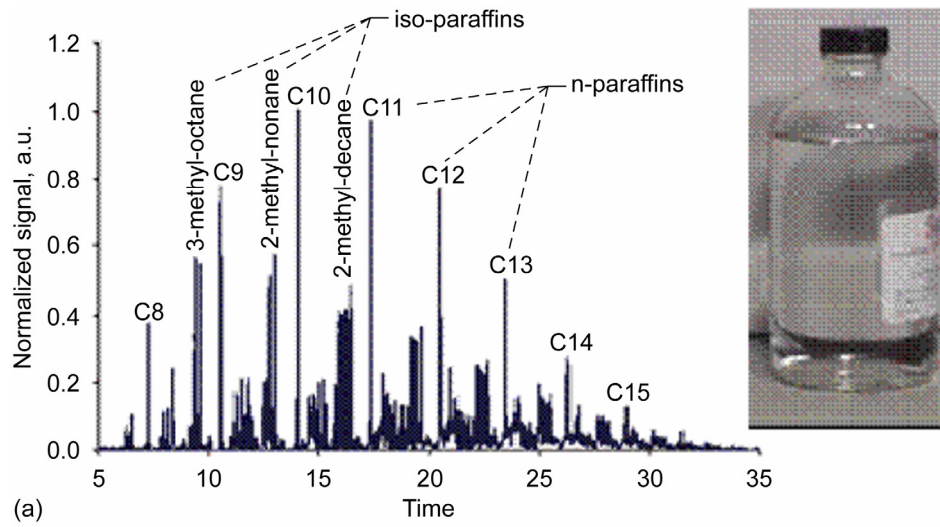 iso-paraffins
n-paraffins
3-methyl-octane
2-methyl-nonane
2-methyl-decane
C8
C9
C10
C11
C12
C13
C14
C15
Normalized signal, a.u.
1.2
1.0
0.8
0.6
0.4
0.2
0.0
5 10 15 20 25 30 35
Time
(a)